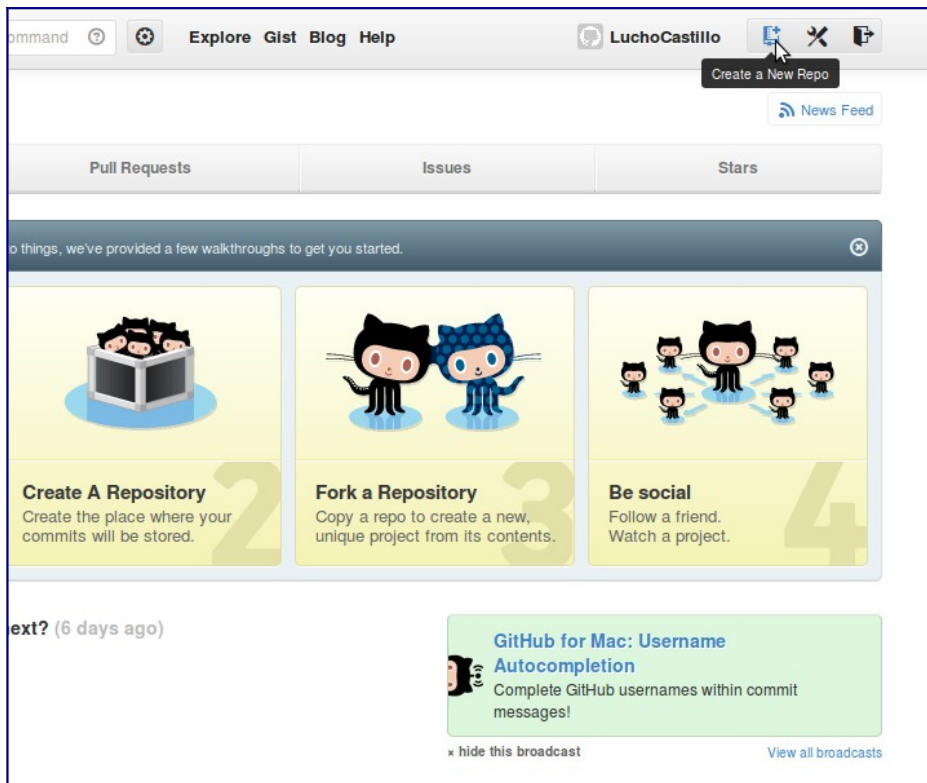 ommand
Explore Gist Blog Help
LuchoCastillo
Create a New Repo
News Feed
Pull Requests
Issues
Stars
o things, we've provided a few walkthroughs to get you started.
2
Create A Repository
Create the place where your
commits will be stored.
3
Fork a Repository
Copy a repo to create a new,
unique project from its contents.
4
Be social
Follow a friend.
Watch a project.
ext? (6 days ago)
GitHub for Mac: Username
Autocompletion
Complete GitHub usernames within commit
messages!
× hide this broadcast
View all broadcasts